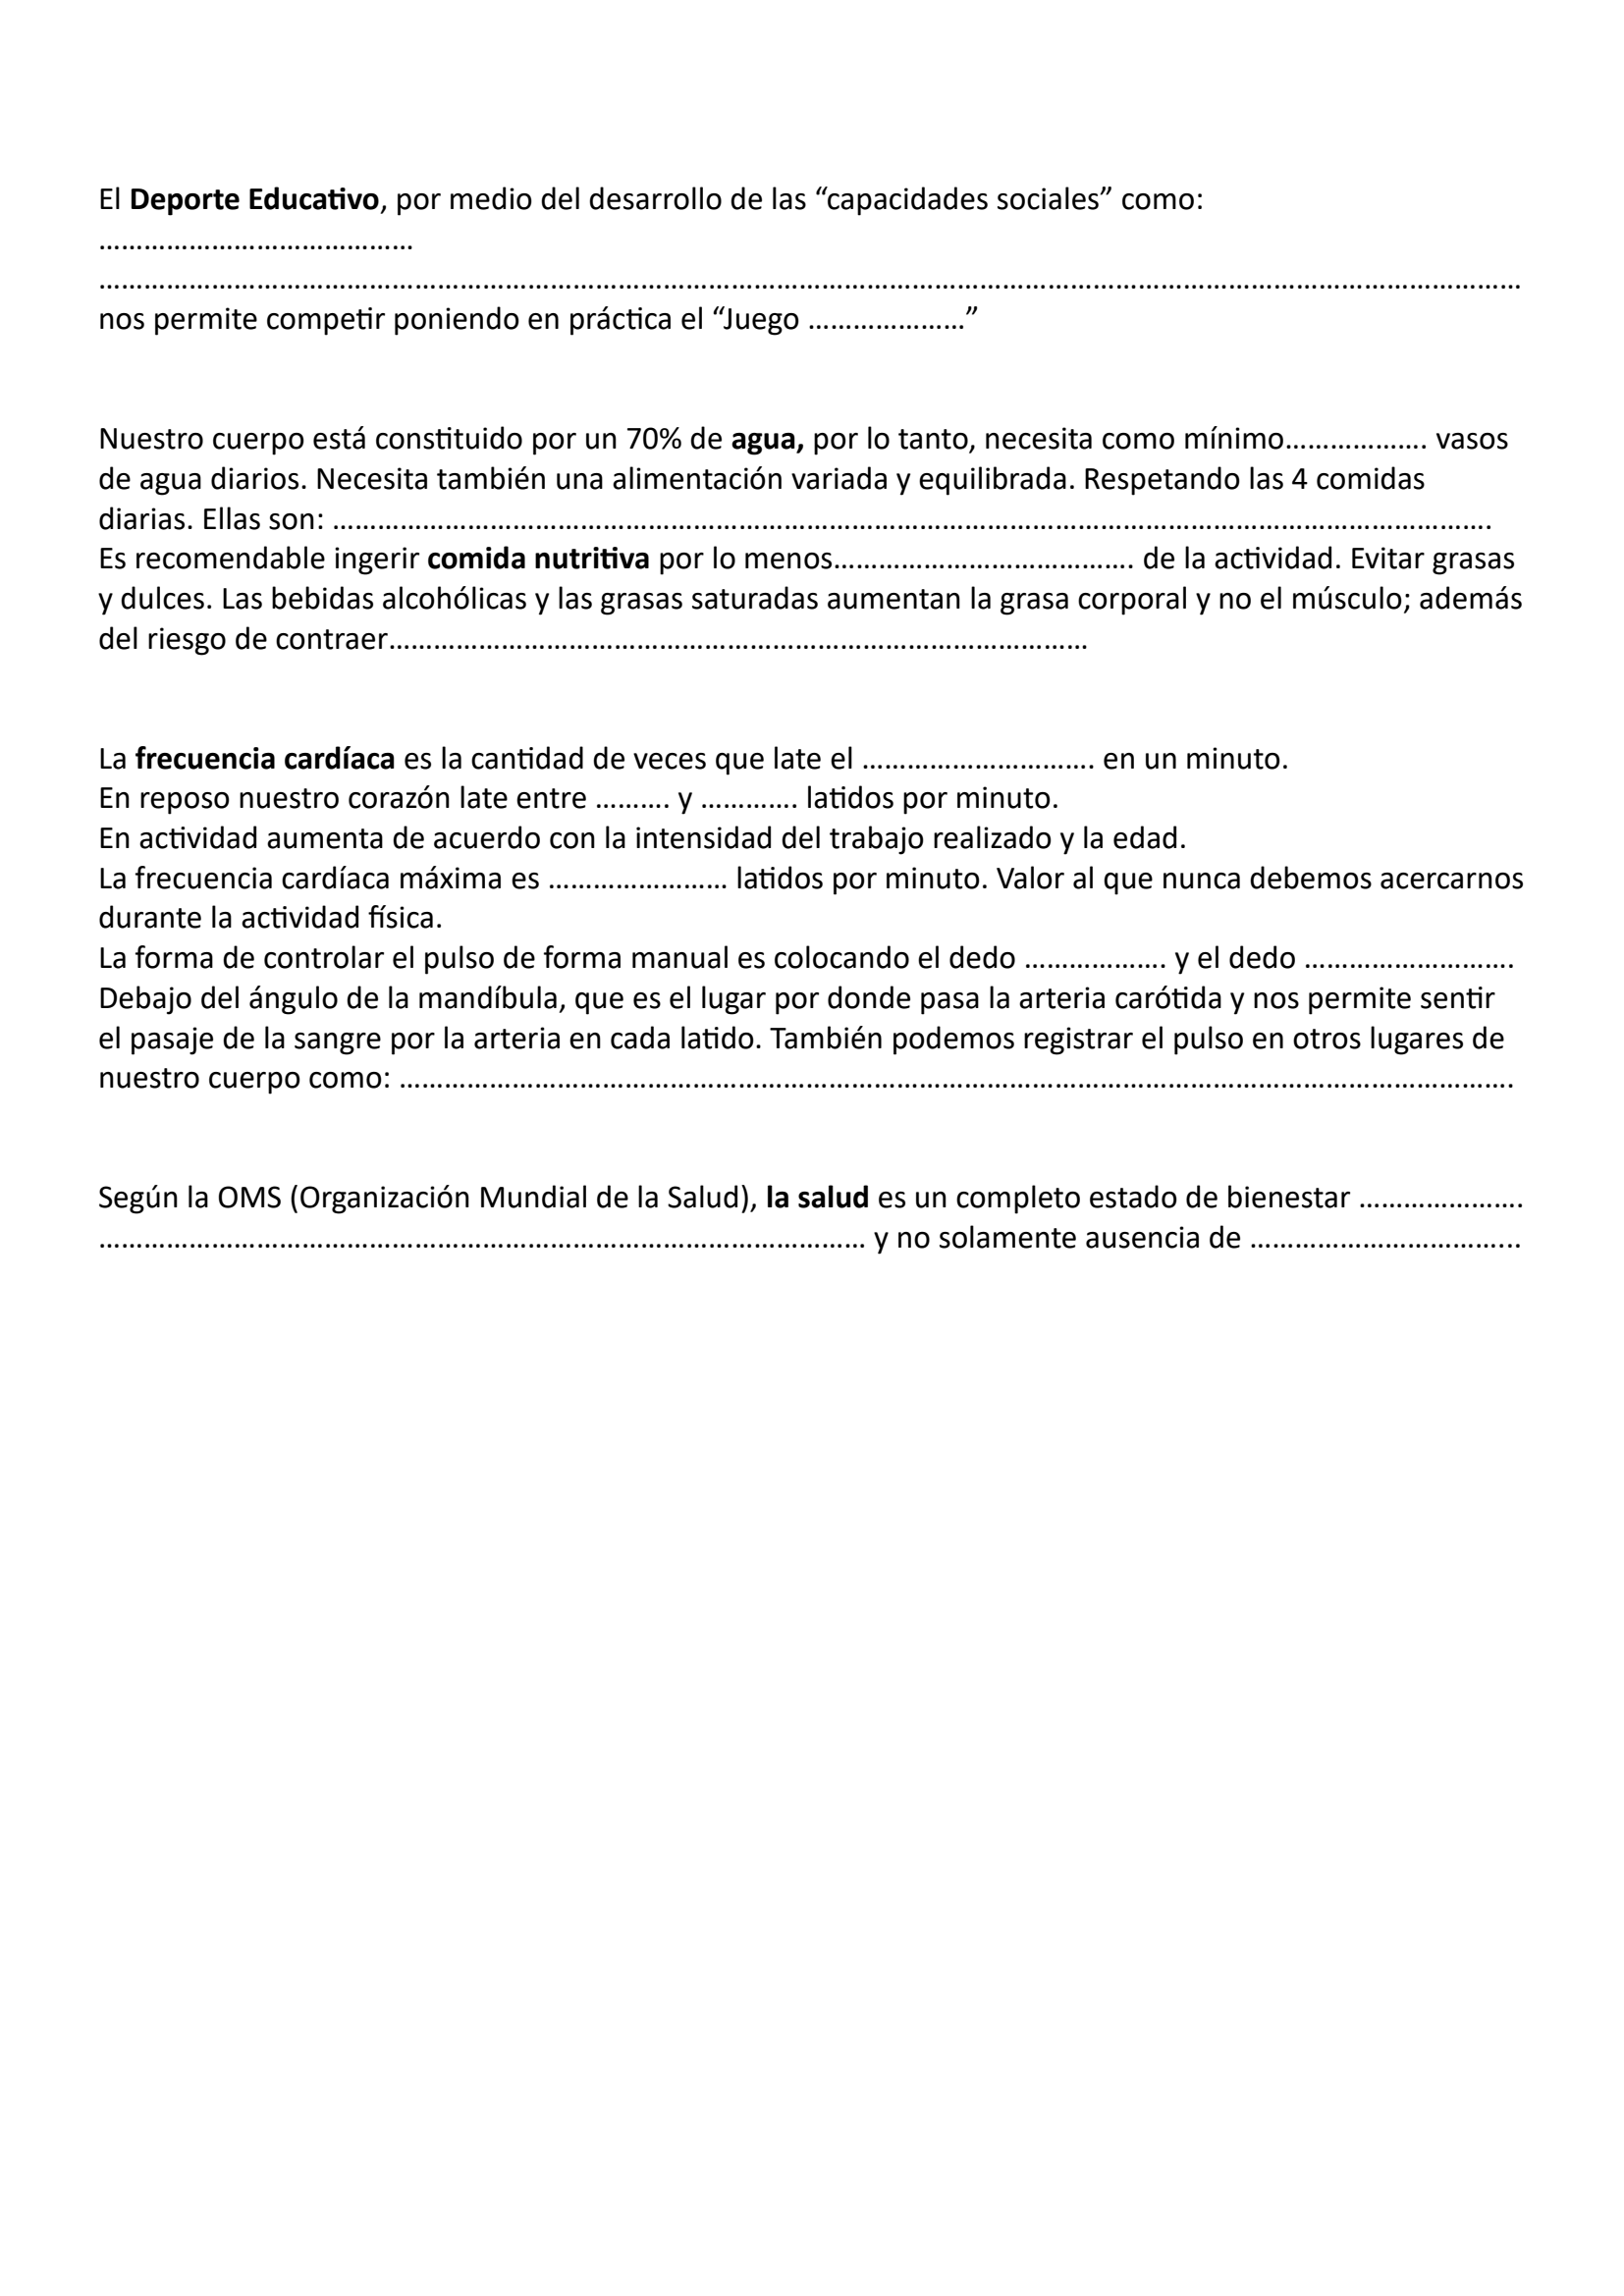 El Deporte Educativo, por medio del desarrollo de las “capacidades sociales” como:
……………………………………
…………………………………………………………………………………………………………………………………………………………………………
nos permite competir poniendo en práctica el “Juego …………………”
Nuestro cuerpo está constituido por un 70% de agua, por lo tanto, necesita como mínimo………………. vasos
de agua diarios. Necesita también una alimentación variada y equilibrada. Respetando las 4 comidas
diarias. Ellas son: ……………………………………………………………………………………………………………………………………….
Es recomendable ingerir comida nutritiva por lo menos…………………………………. de la actividad. Evitar grasas
y dulces. Las bebidas alcohólicas y las grasas saturadas aumentan la grasa corporal y no el músculo; además
del riesgo de contraer…………………………………………………………………………………
La frecuencia cardíaca es la cantidad de veces que late el …………………………. en un minuto.
En reposo nuestro corazón late entre ………. y …………. latidos por minuto.
En actividad aumenta de acuerdo con la intensidad del trabajo realizado y la edad.
La frecuencia cardíaca máxima es …………………… latidos por minuto. Valor al que nunca debemos acercarnos
durante la actividad física.
La forma de controlar el pulso de forma manual es colocando el dedo ………………. y el dedo ……………………….
Debajo del ángulo de la mandíbula, que es el lugar por donde pasa la arteria carótida y nos permite sentir
el pasaje de la sangre por la arteria en cada latido. También podemos registrar el pulso en otros lugares de
nuestro cuerpo como: ………………………………………………………………………………………………………………………………….
Según la OMS (Organización Mundial de la Salud), la salud es un completo estado de bienestar ………………….
………………………………………………………………………………………… y no solamente ausencia de ……………………………...